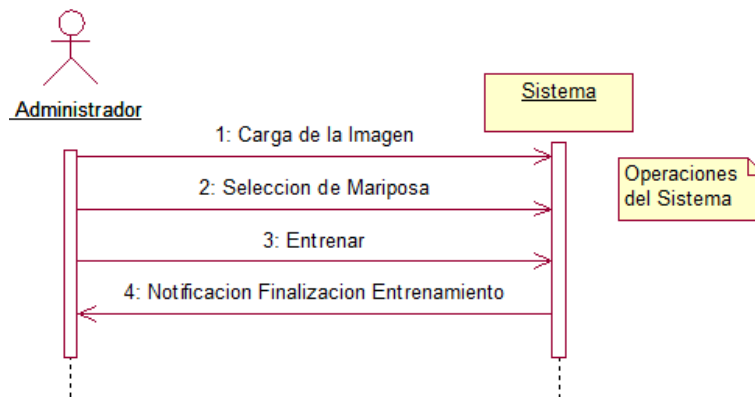 Administrador
Sistema
1: Carga de la Imagen
Operaciones
del Sistema
2: Seleccion de Mariposa
3: Entrenar
4: Notificacion Finalizacion Entrenamiento